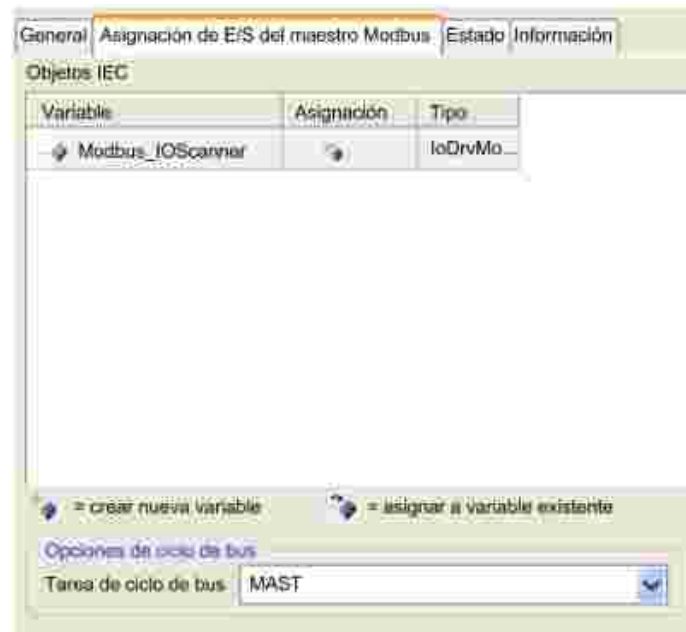 General Asignación de E/S del maestro Modbus Estado Información
Objetos IEC
Variable Asignación Tipo
Modbus_IOScanner IoDrvMo...
= crear nueva variable = asignar a variable existente
Opciones de ciclo de bus
Tarea de ciclo de bus MAST